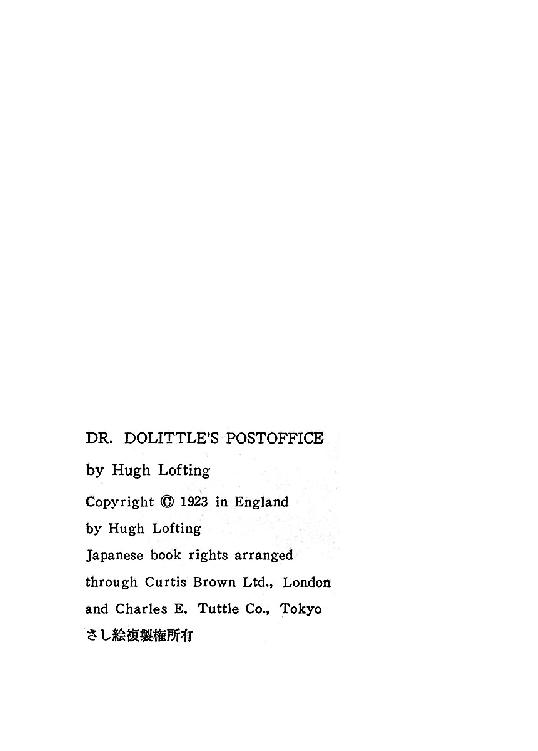 DR. DOLITTLE'S POSTOFFICE
by Hugh Lofting
Copyright © 1923 in England
by Hugh Lofting
Japanese book rights arranged
through Curtis Brown Ltd., London
and Charles E. Tuttle Co., Tokyo
さし絵複製権所有